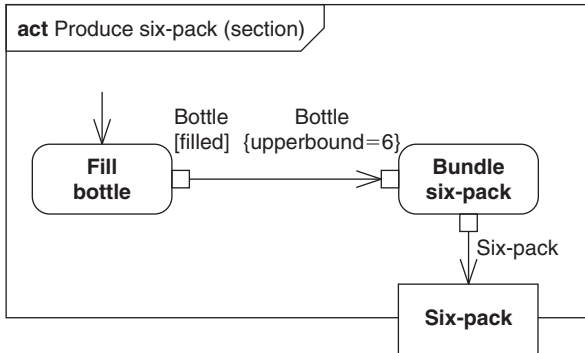 act Produce six-pack (section)
Bottle
[filled]
Bottle
{upperbound=6}
Fill
bottle
Bundle
six-pack
Six-pack
Six-pack